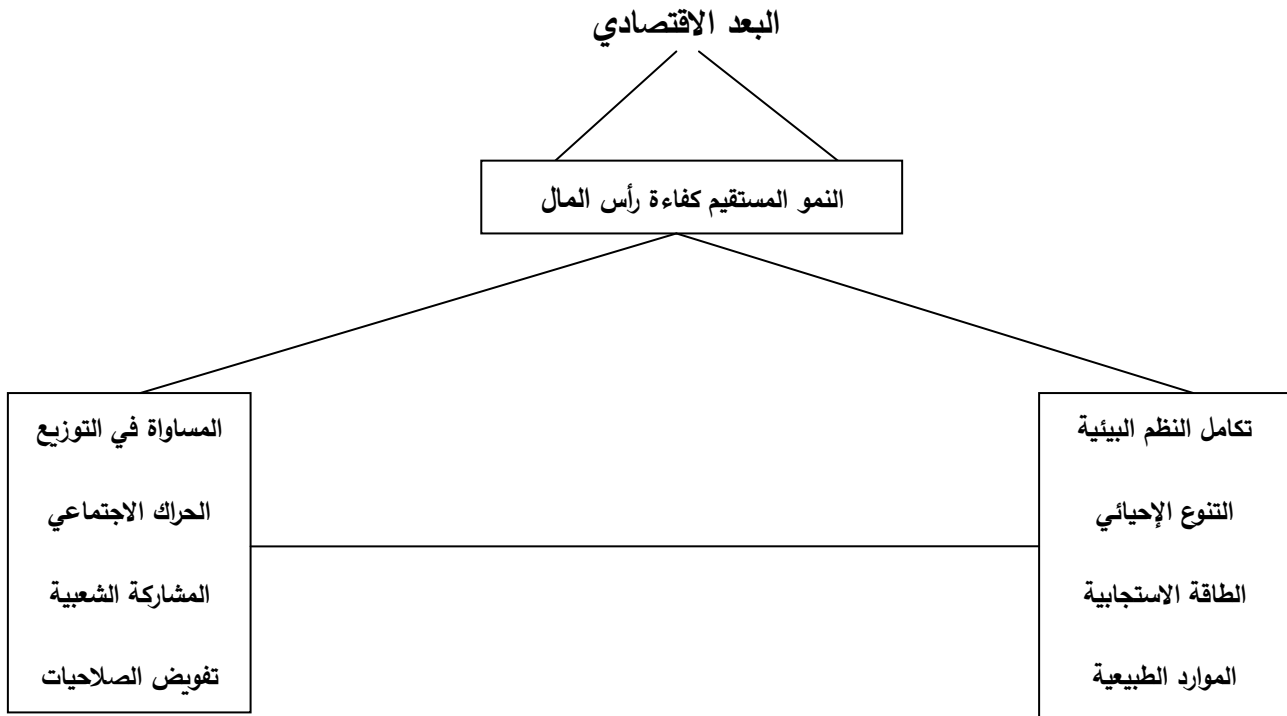 البعد الاقتصادي
النمو المستقيم كفاءة رأس المال
تكامل النظم البيئية
التنوع الإحيائي
الطاقة الاستجابية
الموارد الطبيعية
المساواة في التوزيع
الحراك الاجتماعي
المشاركة الشعبية
تفويض الصلاحيات